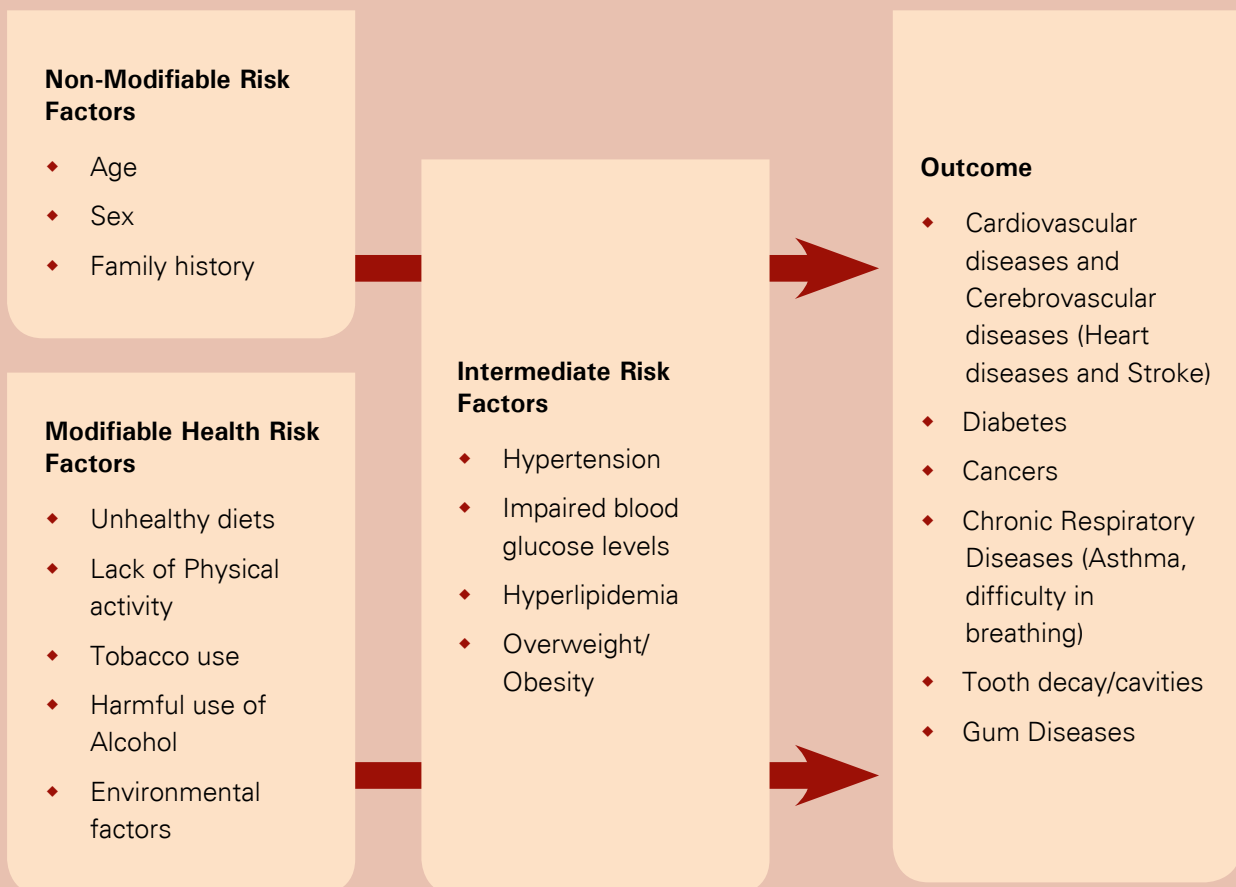 Non-Modifiable Risk
Factors
◆ Age
◆ Sex
◆ Family history
Modifiable Health Risk
Factors
◆ Unhealthy diets
◆ Lack of Physical
activity
◆ Tobacco use
◆ Harmful use of
Alcohol
◆ Environmental
factors
Intermediate Risk
Factors
◆ Hypertension
◆ Impaired blood
glucose levels
◆ Hyperlipidemia
◆ Overweight/
Obesity
Outcome
◆ Cardiovascular
diseases and
Cerebrovascular
diseases (Heart
diseases and Stroke)
◆ Diabetes
◆ Cancers
◆ Chronic Respiratory
Diseases (Asthma,
difficulty in
breathing)
◆ Tooth decay/cavities
◆ Gum Diseases